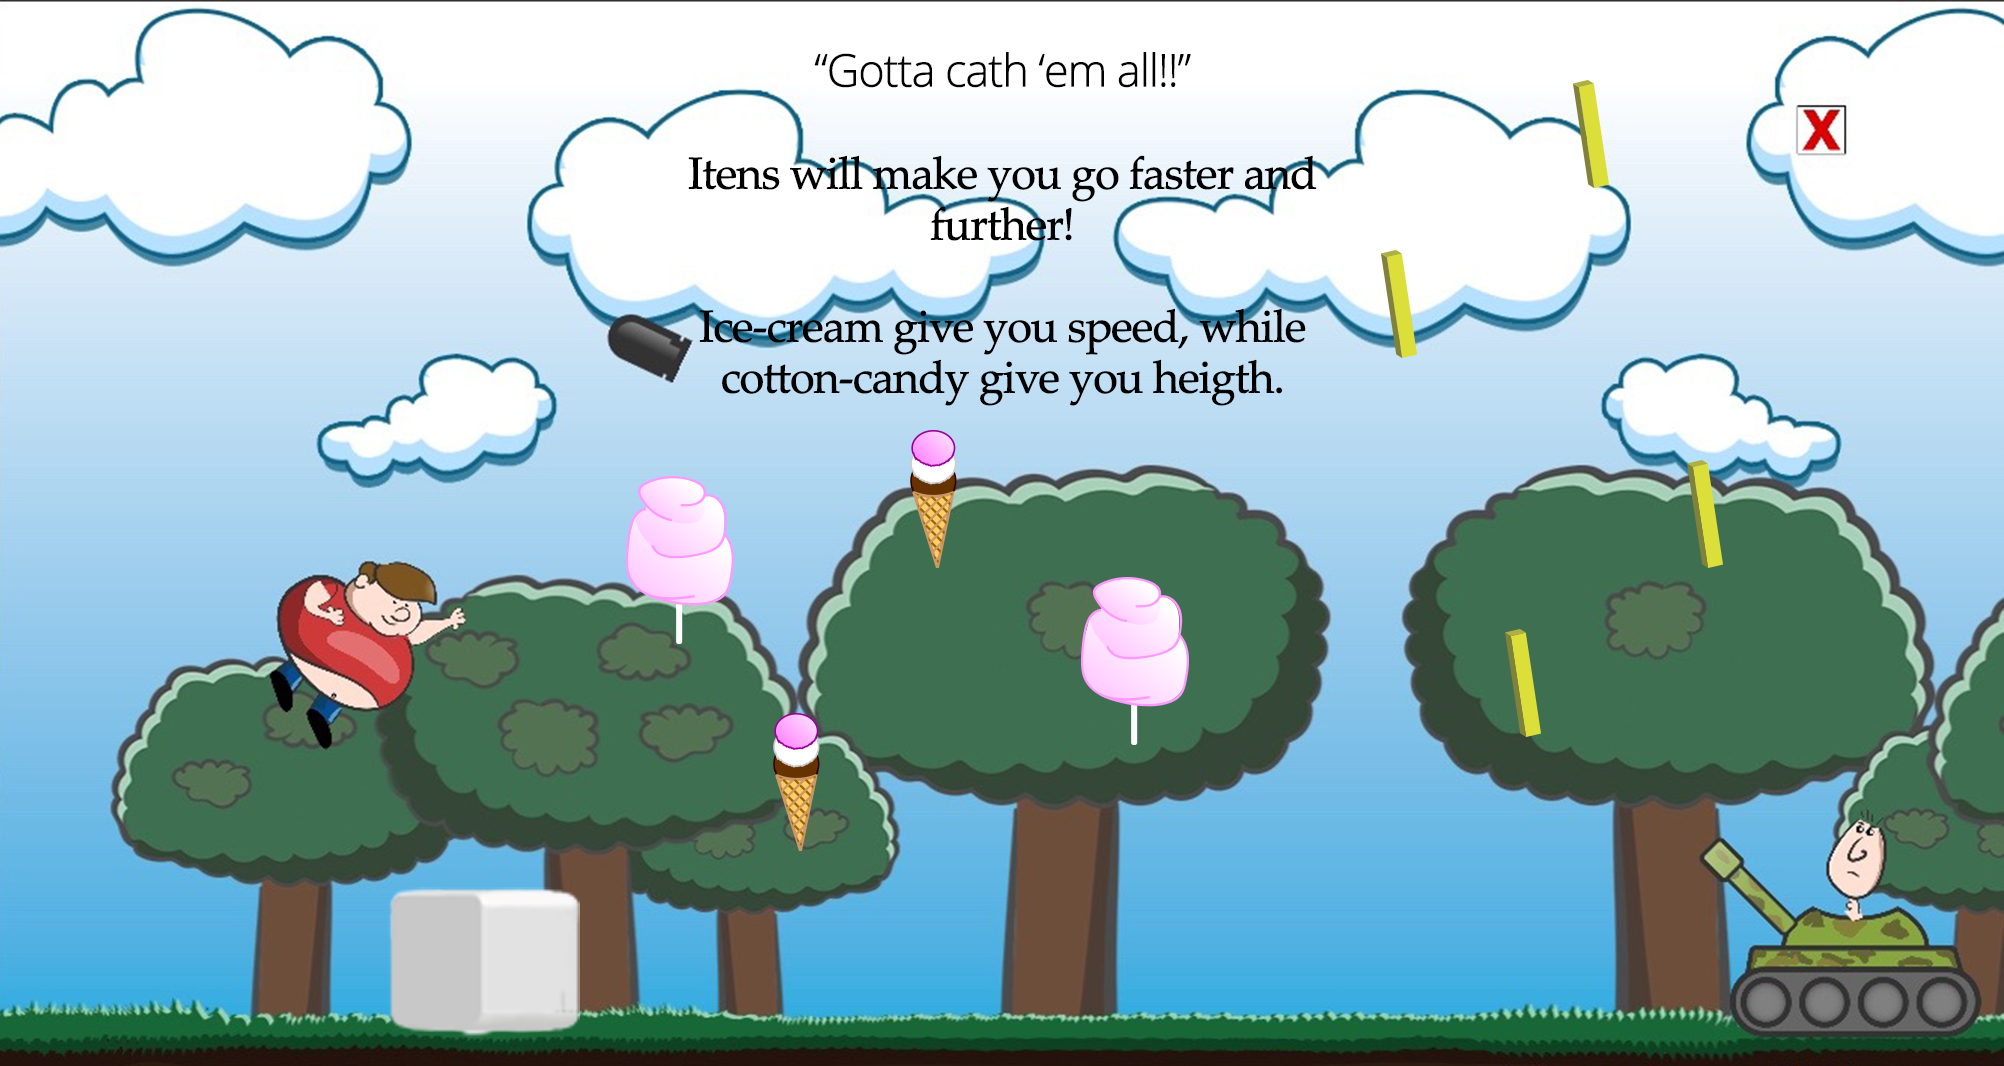 “Gotta cath ‘em all!!”
Itens will make you go faster and
further!
Ice-cream give you speed, while
cotton-candy give you heigth.
X